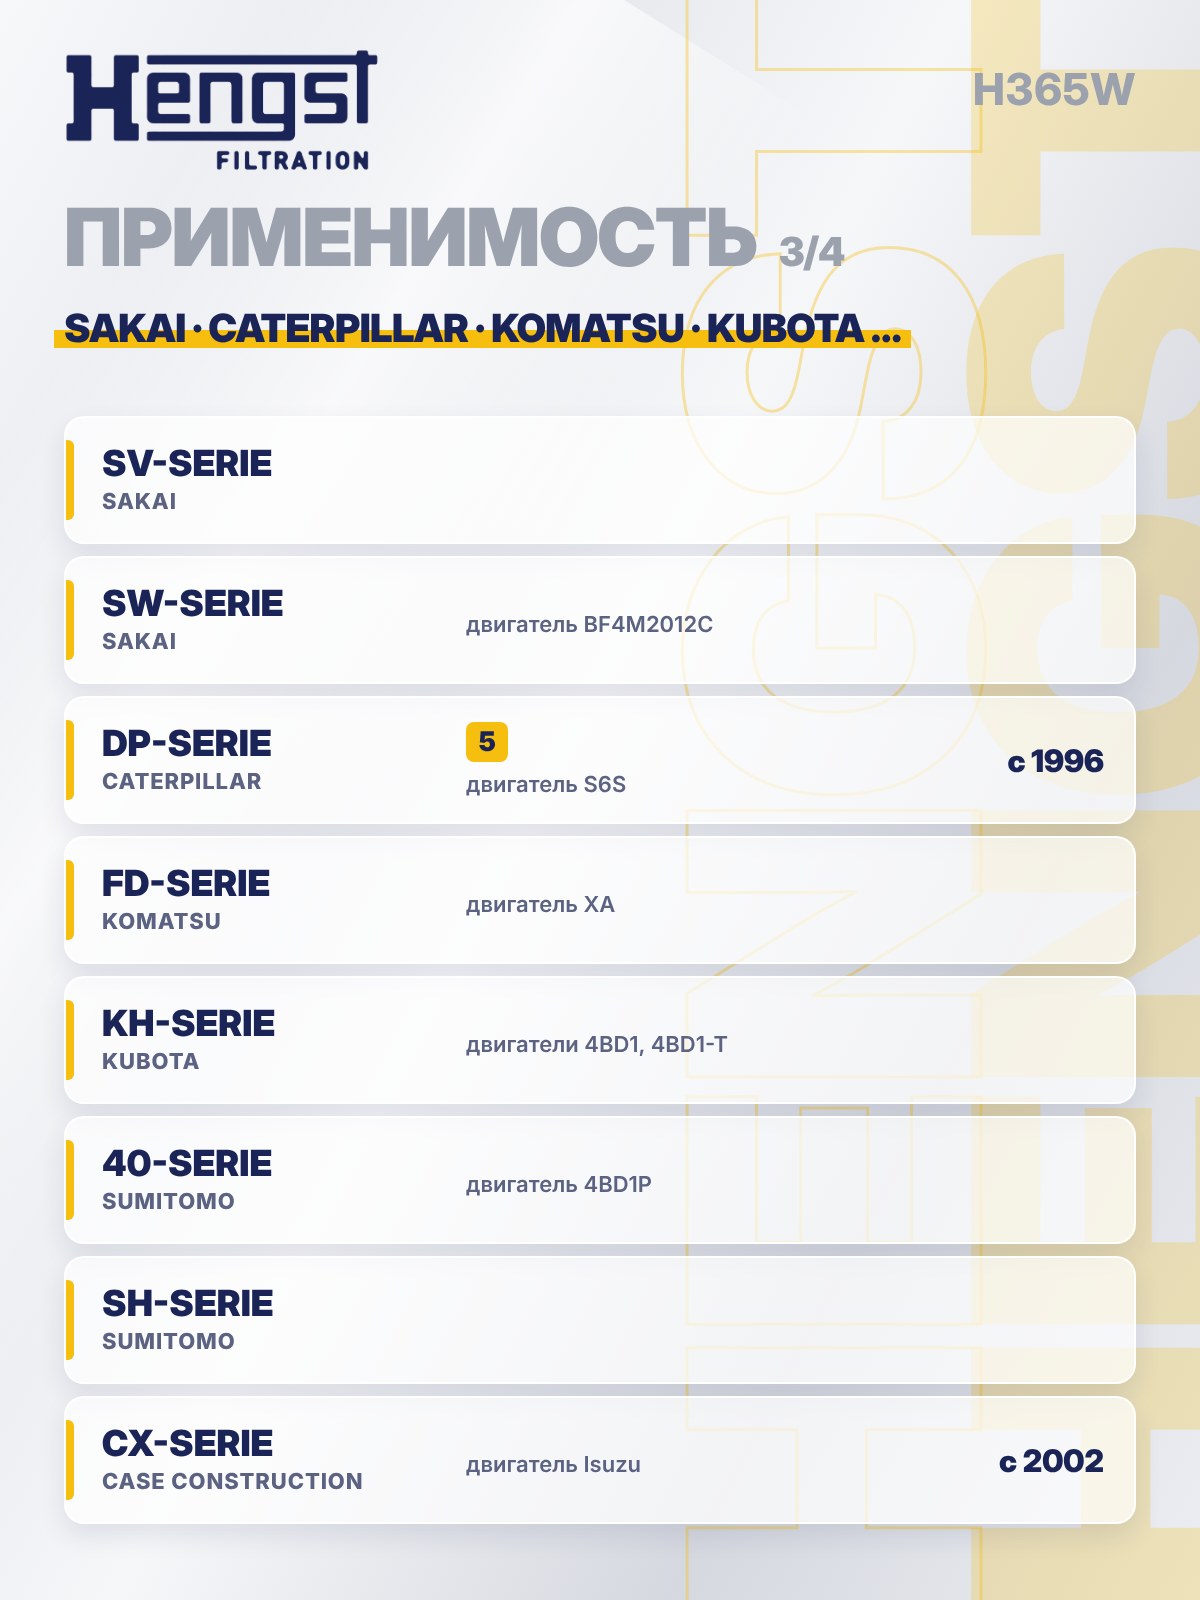 Hengst
FILTRATION
H365W
ПРИМЕНИМОСТЬ 3/4
SAKAI · CATERPILLAR · KOMATSU · KUBOTA ...
SV-SERIE
SAKAI
SW-SERIE
SAKAI
двигатель BF4M2012C
DP-SERIE
CATERPILLAR
5
двигатель S6S
с 1996
FD-SERIE
KOMATSU
двигатель XA
KH-SERIE
KUBOTA
двигатели 4BD1, 4BD1-T
40-SERIE
SUMITOMO
двигатель 4BD1P
SH-SERIE
SUMITOMO
CX-SERIE
CASE CONSTRUCTION
двигатель Isuzu
с 2002
HENGST
HENGST